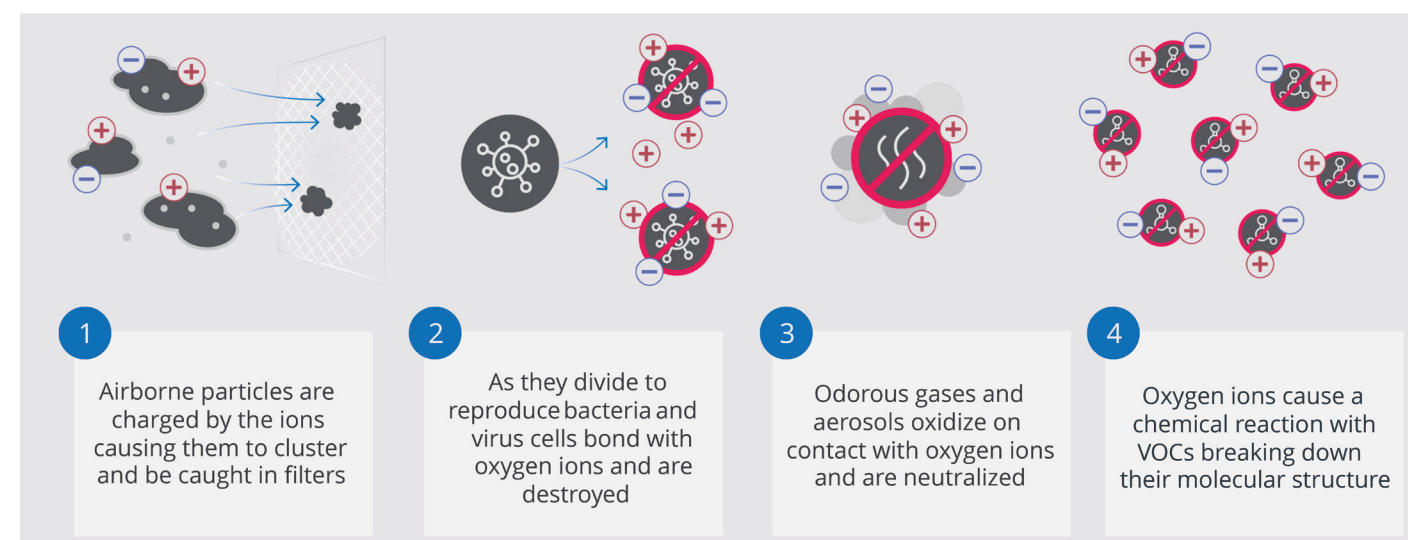 1
Airborne particles are
charged by the ions
causing them to cluster
and be caught in filters
2
As they divide to
reproduce bacteria and
virus cells bond with
oxygen ions and are
destroyed
3
Odorous gases and
aerosols oxidize on
contact with oxygen ions
and are neutralized
4
Oxygen ions cause a
chemical reaction with
VOCs breaking down
their molecular structure